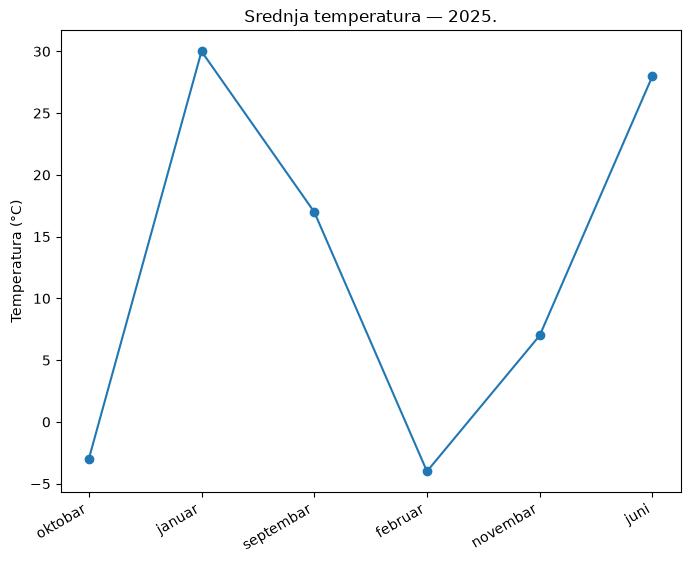 Srednja temperatura — 2025.
Temperatura (°C)
30
25
20
15
10
5
0
−5
oktobar
januar
septembar
februar
novembar
juni